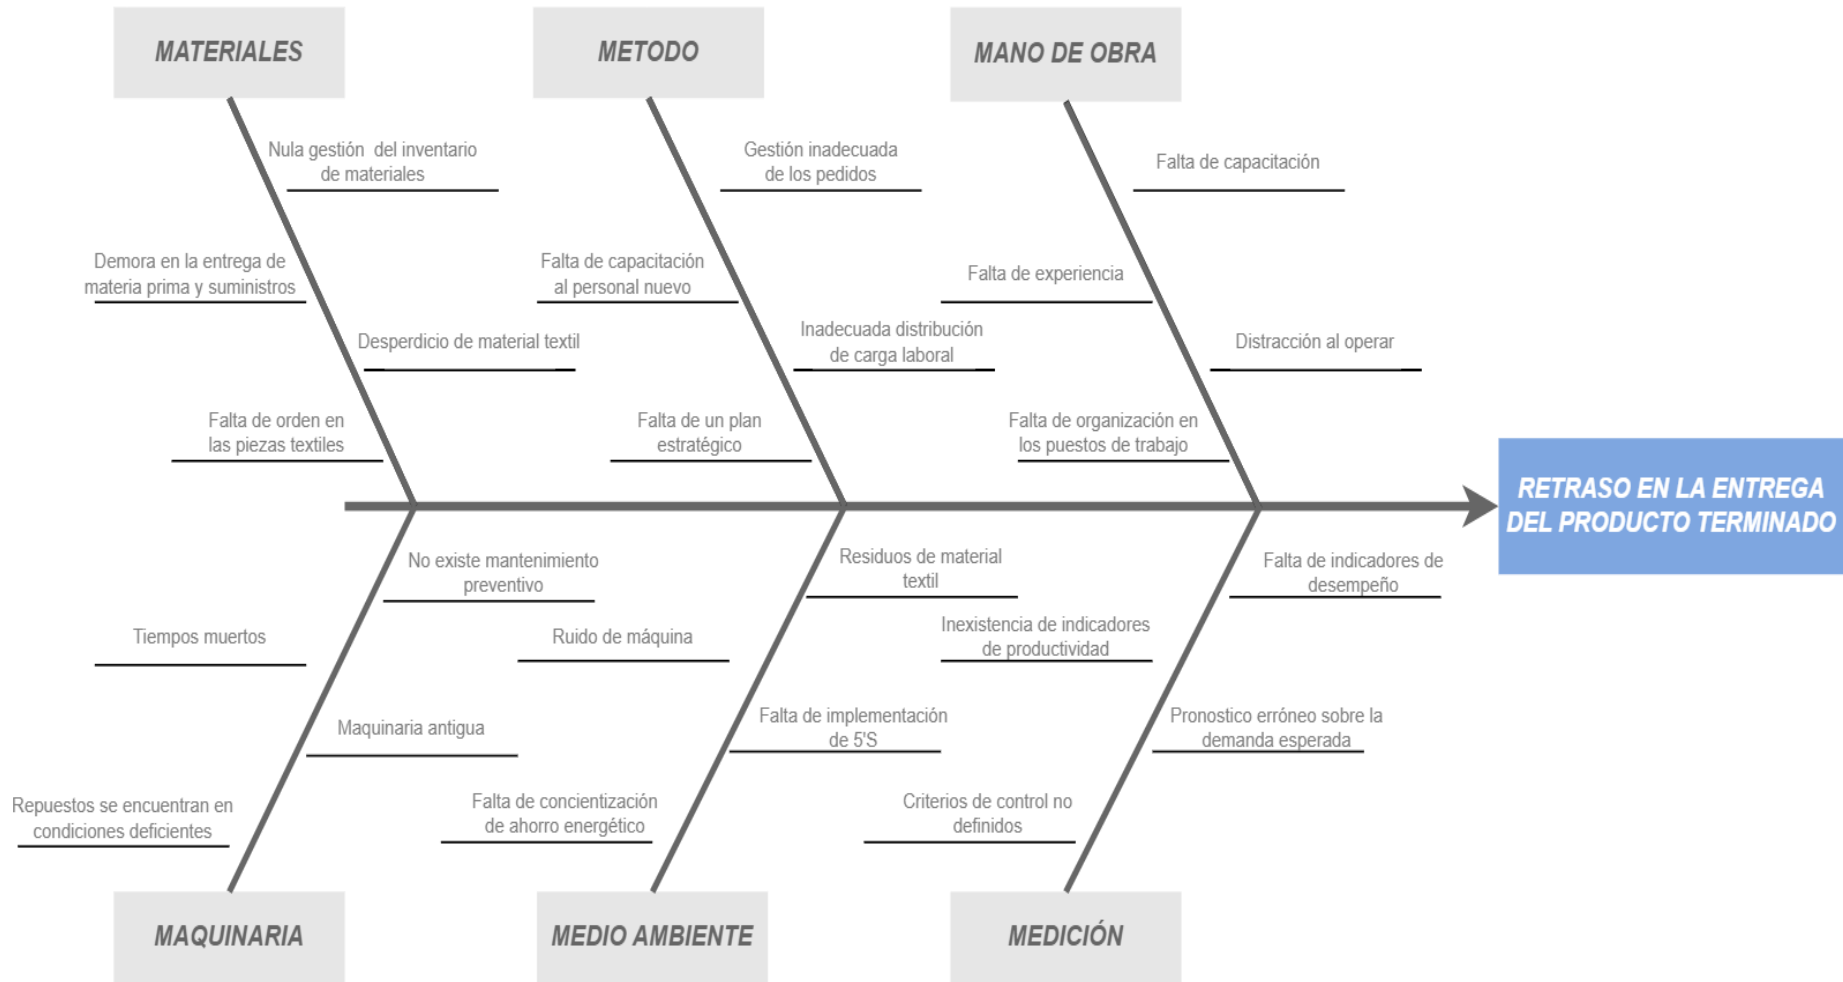 MATERIALES
METODO
MANO DE OBRA
Nula gestión del inventario
de materiales
Gestión inadecuada
de los pedidos
Falta de capacitación
Demora en la entrega de
materia prima y suministros
Falta de capacitación
al personal nuevo
Falta de experiencia
Desperdicio de material textil
Inadecuada distribución
de carga laboral
Distracción al operar
Falta de orden en
las piezas textiles
Falta de un plan
estratégico
Falta de organización en
los puestos de trabajo
RETRASO EN LA ENTREGA
DEL PRODUCTO TERMINADO
No existe mantenimiento
preventivo
Residuos de material
textil
Falta de indicadores de
desempeño
Tiempos muertos
Ruido de máquina
Inexistencia de indicadores
de productividad
Maquinaria antigua
Falta de implementación
de 5'S
Pronostico erróneo sobre la
demanda esperada
Repuestos se encuentran en
condiciones deficientes
Falta de concientización
de ahorro energético
Criterios de control no
definidos
MAQUINARIA
MEDIO AMBIENTE
MEDICIÓN